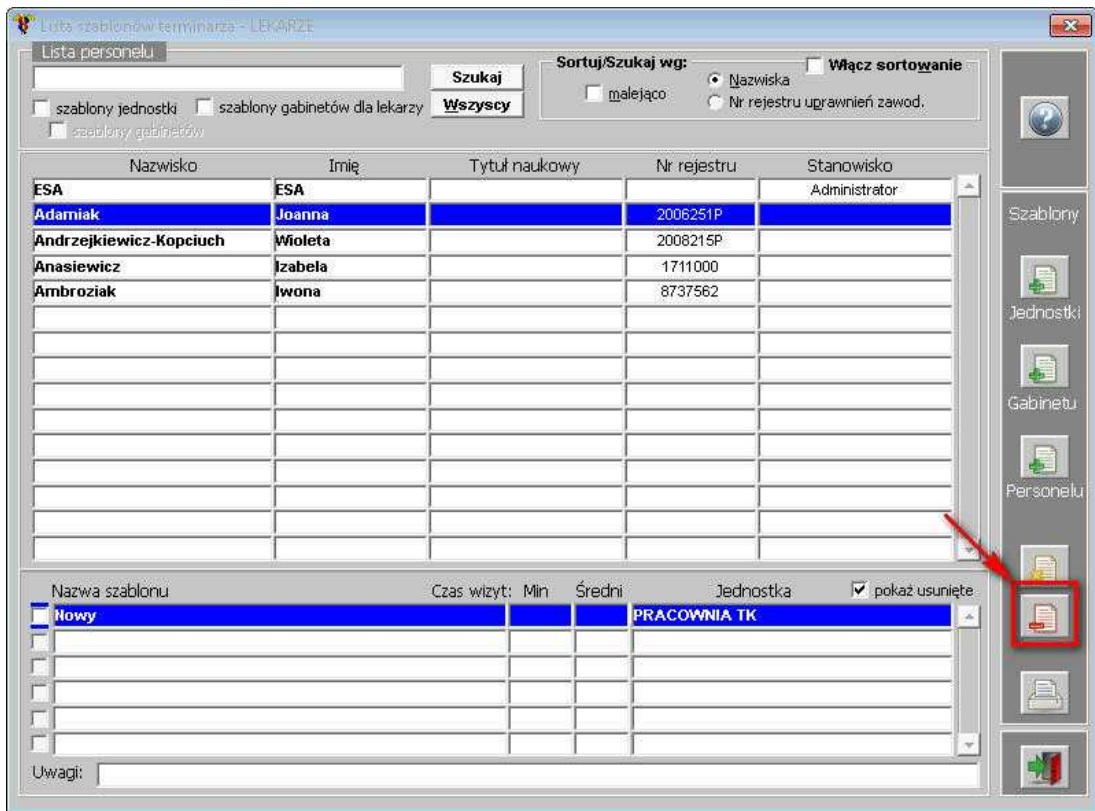 Lista szablonów terminarza - LEKARZE
Lista personelu
Szukaj
Wszyscy
szablony jednostki szablony gabinetów dla lekarzy
szablony gabinetów
Sortuj/Szukaj wg: Włącz sortowanie
malejąco Nazwiska
Nr rejestru uprawnień zawod.
Nazwisko Imię Tytuł naukowy Nr rejestru Stanowisko
ESA ESA Administrator
Adamiak Joanna 2006251P
Andrzejkiewicz-Kopciuch Wioleta 2008215P
Anasiewicz Izabela 1711000
Ambroziak Iwona 8737562
Szablony
Jednostki
Gabinetu
Personelu
Nazwa szablonu Czas wizyt: Min Średni Jednostka pokaż usunięte
Nowy PRACOWNIA TK
Uwagi: